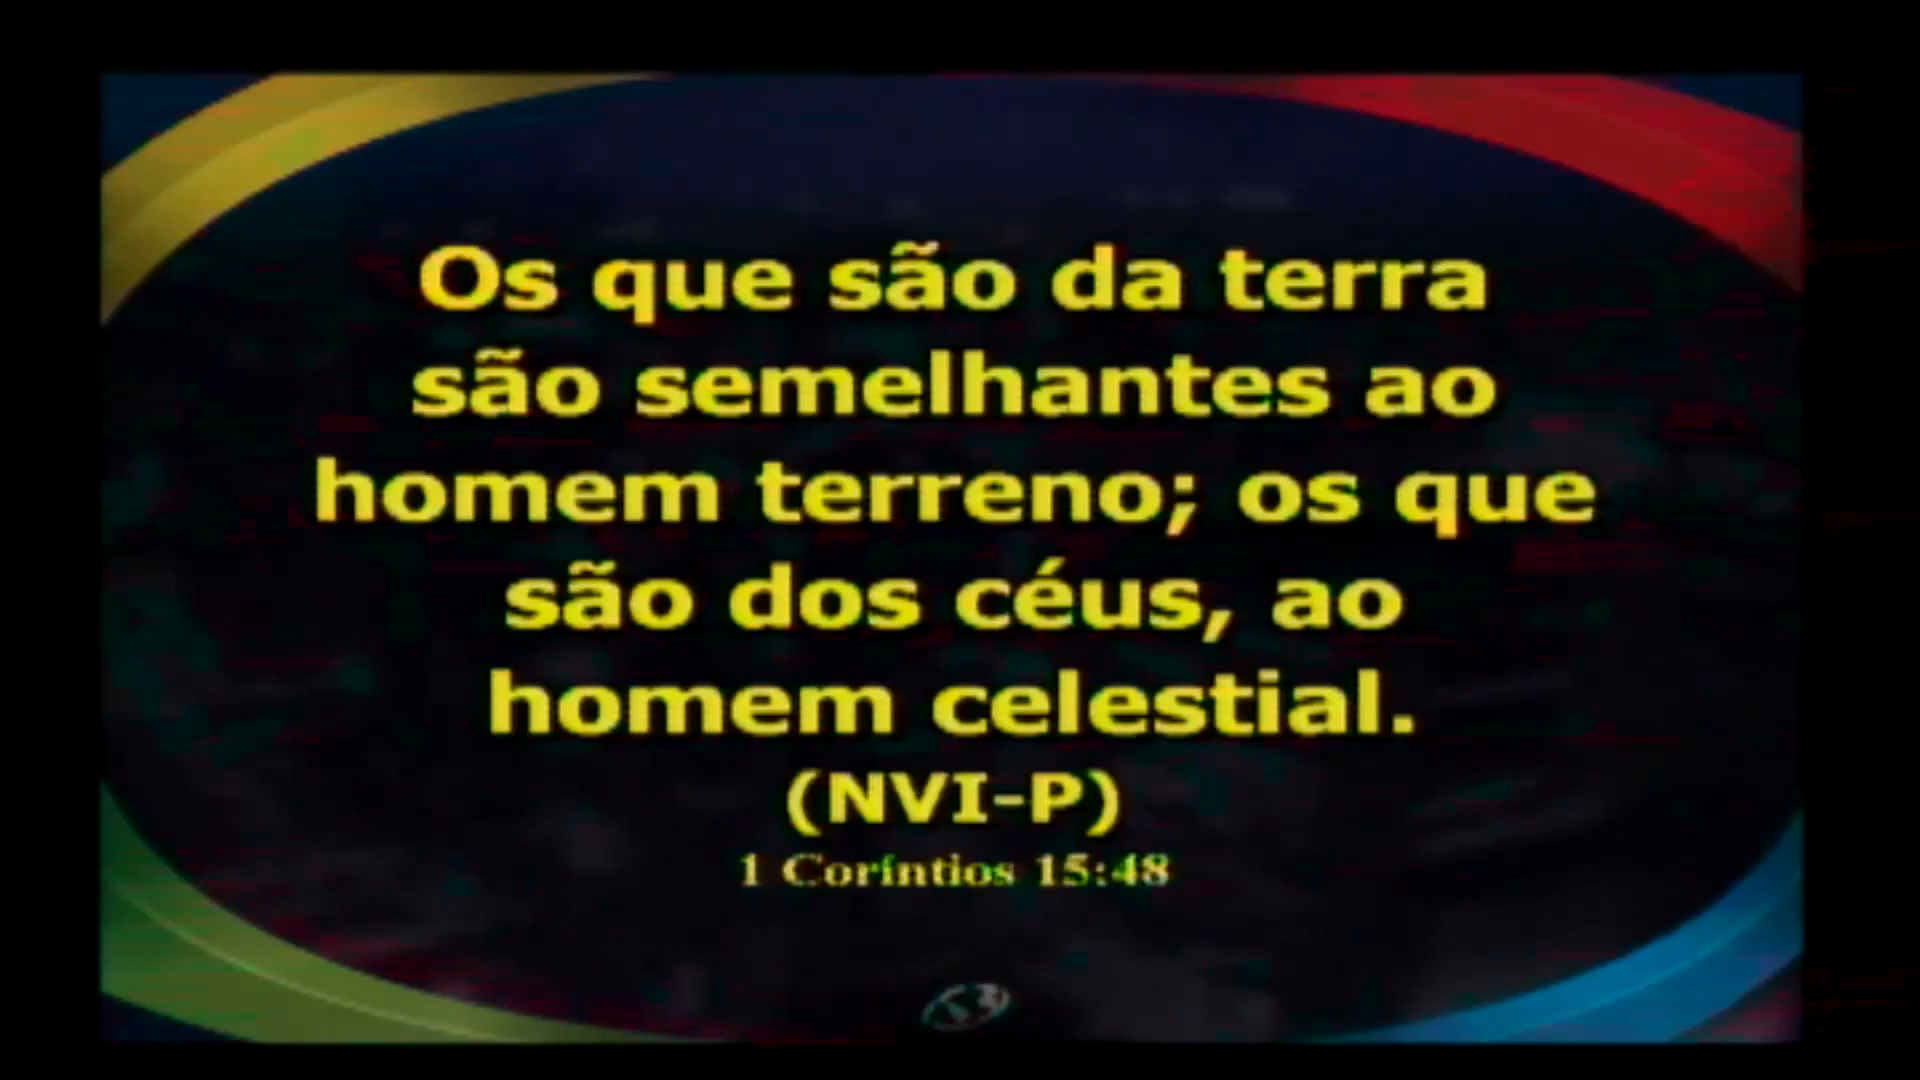 Os que são da terra
são semelhantes ao
homem terreno; os que
são dos céus, ao
homem celestial.
(NVI-P)
1 Coríntios 15:48